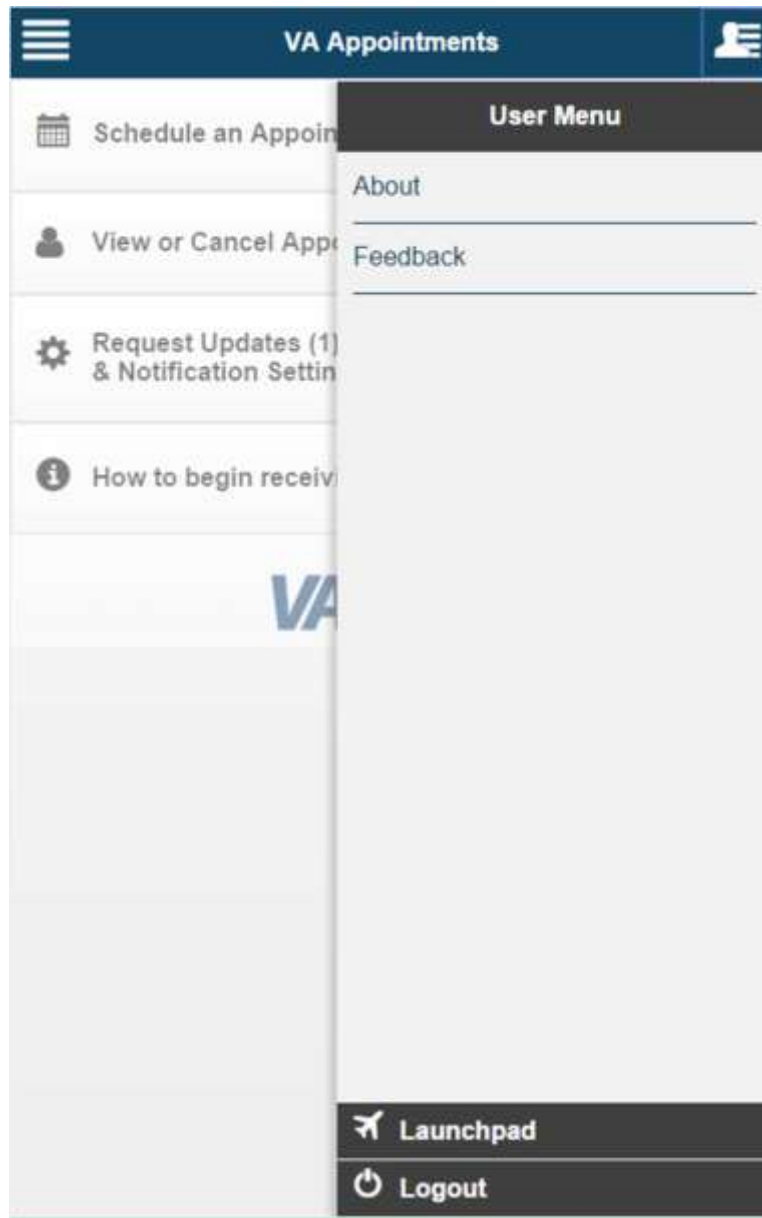 VA Appointments
User Menu
Schedule an Appoin
About
View or Cancel Appo
Feedback
Request Updates (1)
& Notification Settin
How to begin receiv
VA
Launchpad
Logout